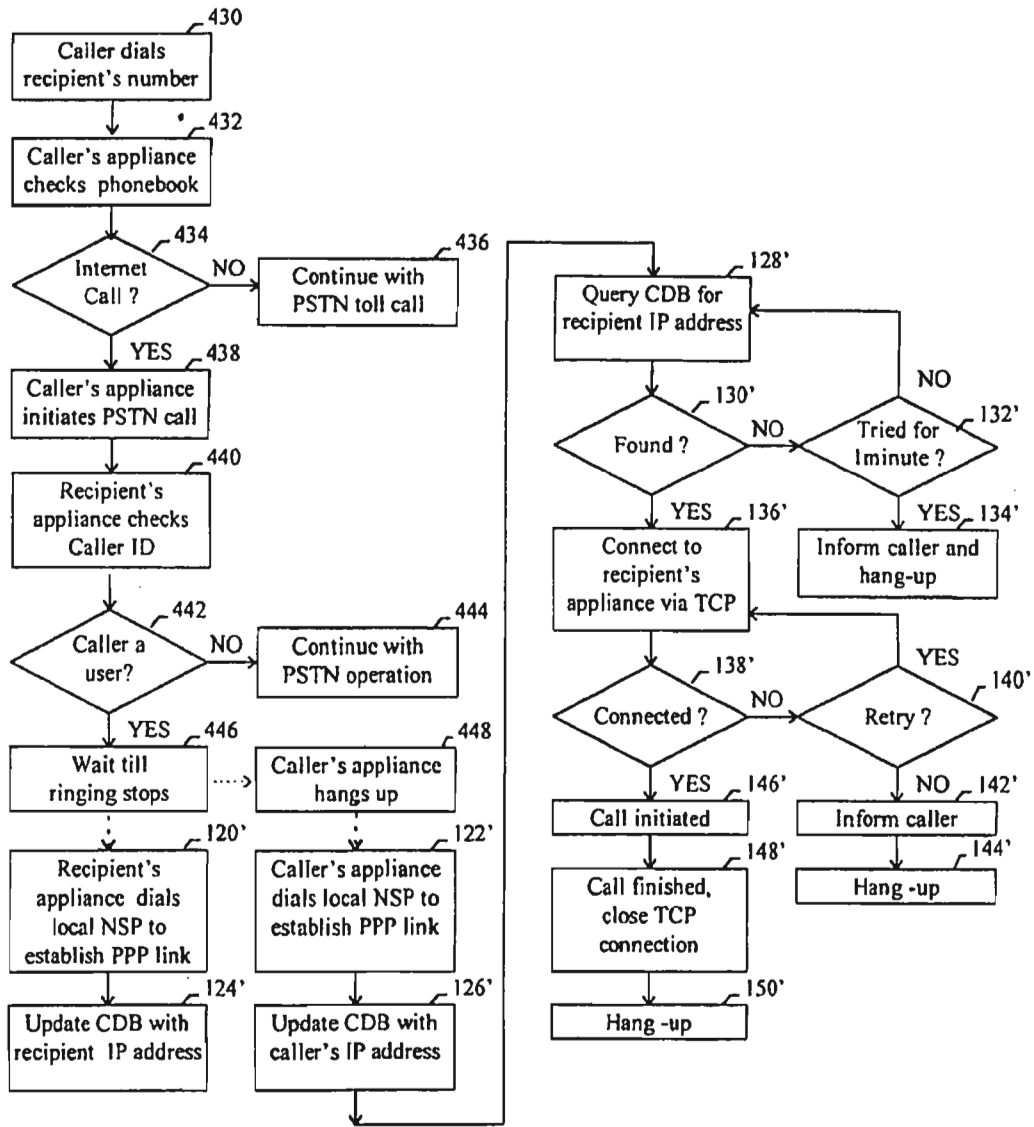 430
Caller dials
recipient's number
432
Caller's appliance
checks phonebook
434
Internet
Call ?
NO
436
Continue with
PSTN toll call
YES
438
Caller's appliance
initiates PSTN call
440
Recipient's
appliance checks
Caller ID
442
Caller a
user?
NO
444
Continue with
PSTN operation
YES
446
Wait till
ringing stops
448
Caller's appliance
hangs up
120'
Recipient's
appliance dials
local NSP to
establish PPP link
122'
Caller's appliance
dials local NSP to
establish PPP link
124'
Update CDB with
recipient IP address
126'
Update CDB with
caller's IP address
128'
Query CDB for
recipient IP address
130'
Found ?
NO
NO
132'
Tried for
1minute ?
YES
134'
Inform caller and
hang-up
YES
136'
Connect to
recipient's
appliance via TCP
138'
Connected ?
NO
YES
140'
Retry ?
NO
142'
Inform caller
144'
Hang -up
YES
146'
Call initiated
148'
Call finished,
close TCP
connection
150'
Hang -up